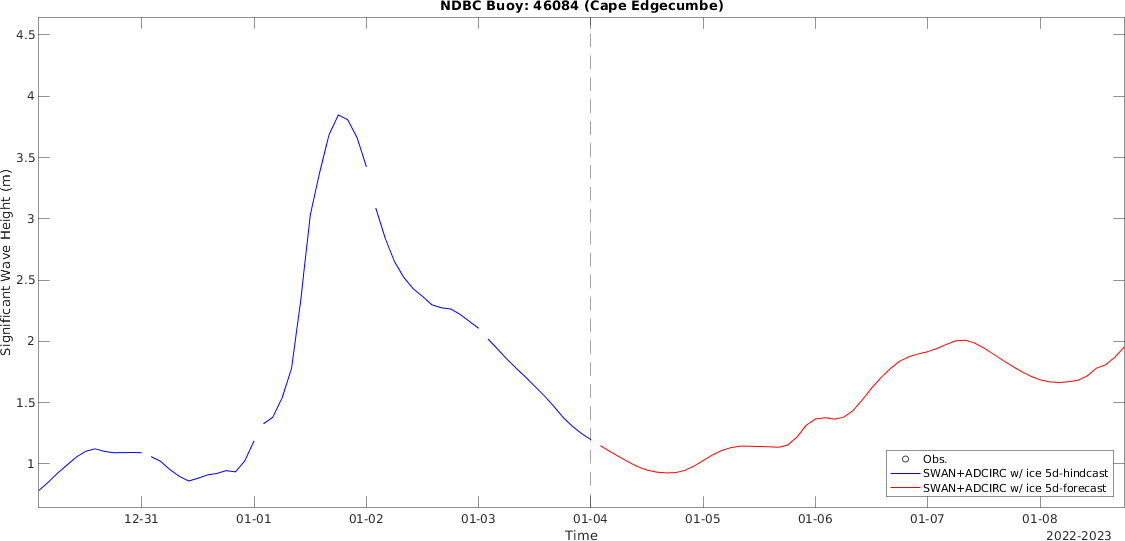 NDBC Buoy: 46084 (Cape Edgecumbe)
Significant Wave Height (m)
4.5
4
3.5
3
2.5
2
1.5
1
12-31 01-01 01-02 01-03 01-04 01-05 01-06 01-07 01-08
Time
2022-2023
Obs.
SWAN+ADCIRC w/ ice 5d-hindcast
SWAN+ADCIRC w/ ice 5d-forecast